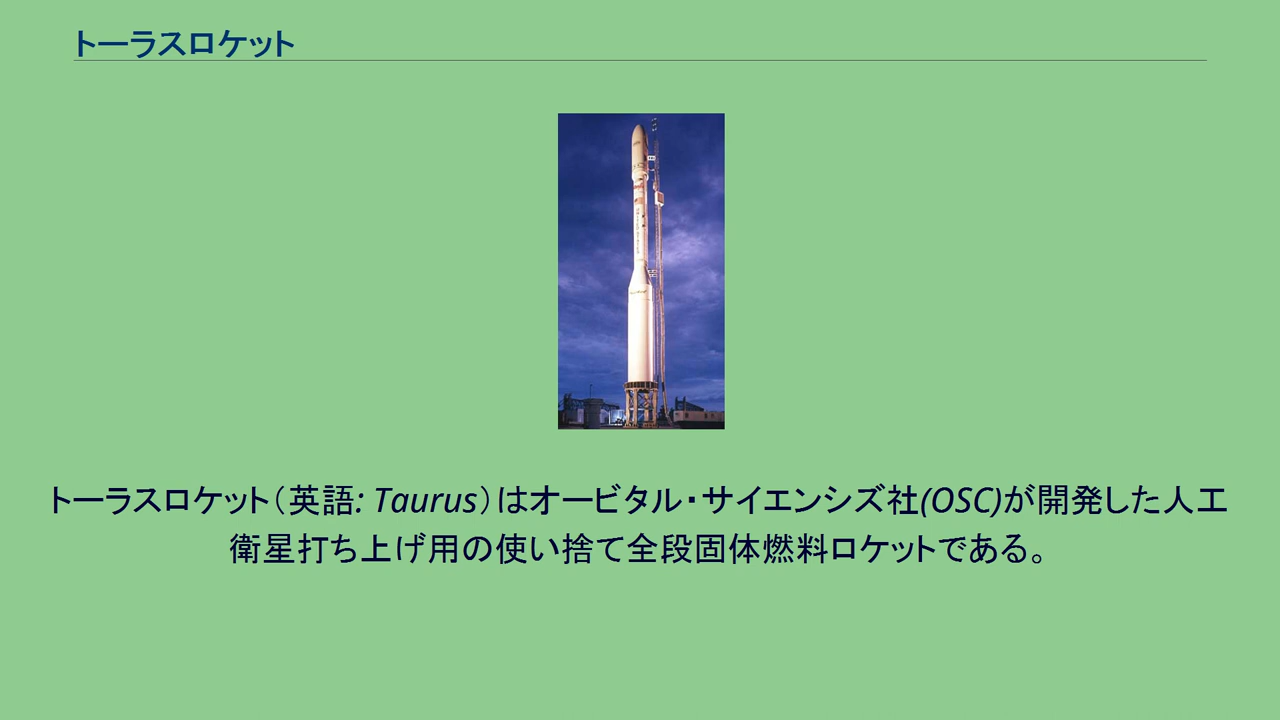 トーラスロケット
トーラスロケット（英語: Taurus）はオービタル・サイエンシズ社(OSC)が開発した人工
衛星打ち上げ用の使い捨て全段固体燃料ロケットである。